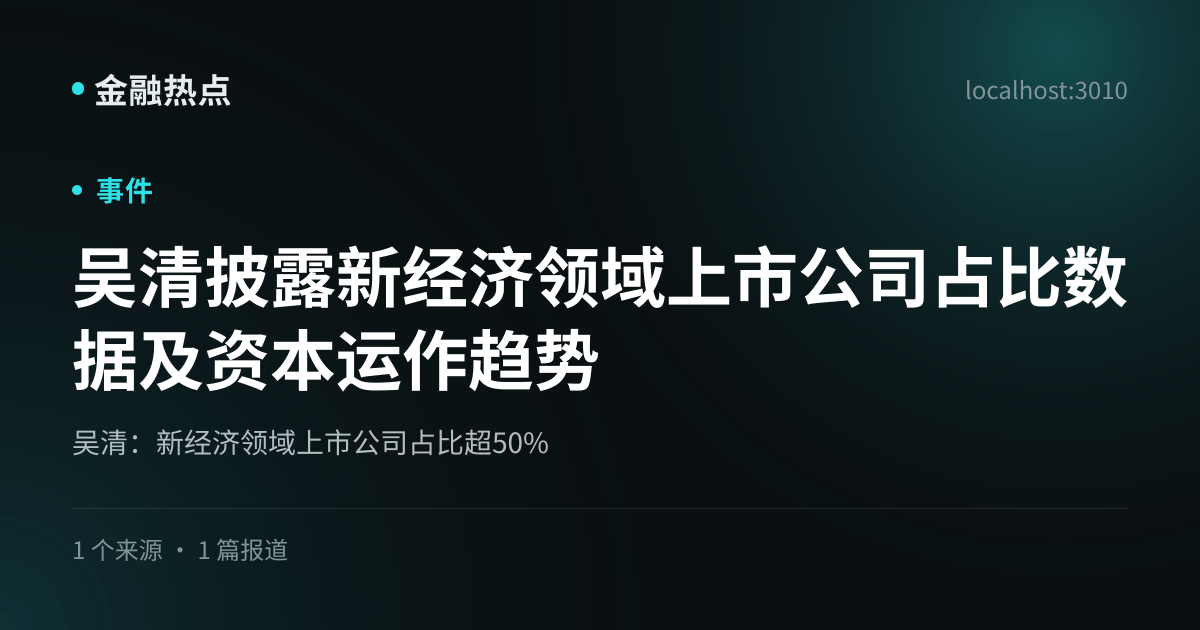 金融热点
localhost:3010
事件
吴清披露新经济领域上市公司占比数
据及资本运作趋势
吴清：新经济领域上市公司占比超50%
1 个来源 · 1 篇报道